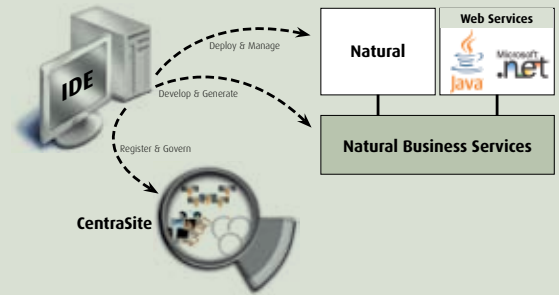 Web Services
Deploy & Manage
Natural
Java
Microsoft
.net
IDE
Develop & Generate
Natural Business Services
Register & Govern
CentraSite